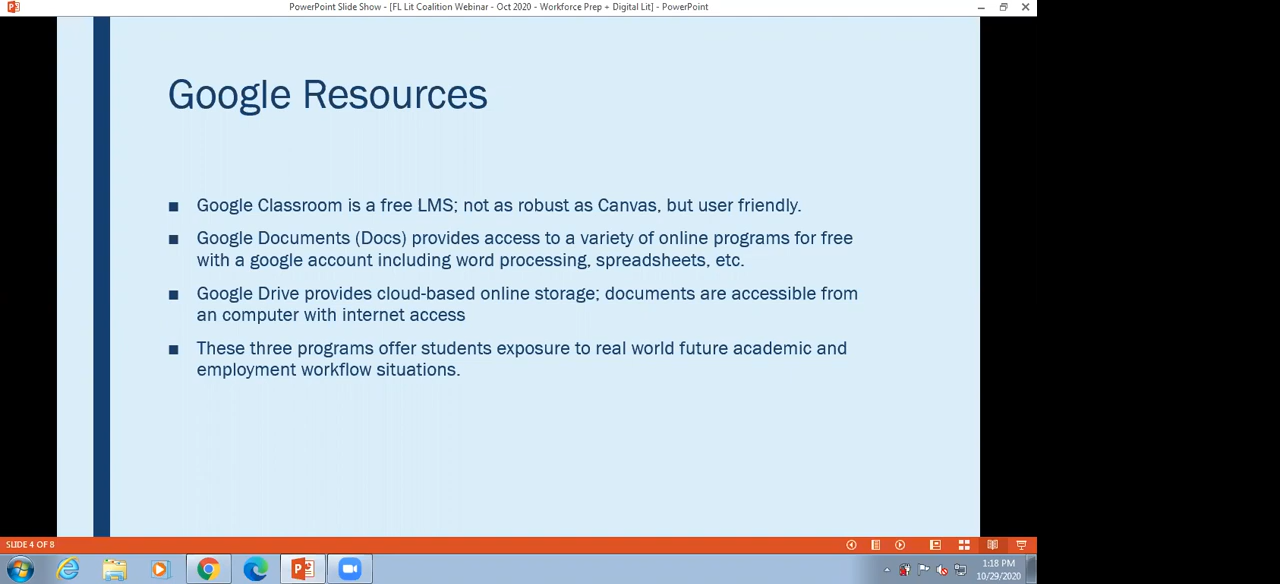 PowerPoint Slide Show - [FL Lit Coalition Webinar - Oct 2020 - Workforce Prep + Digital Lit] - PowerPoint
Google Resources
■ Google Classroom is a free LMS; not as robust as Canvas, but user friendly.
■ Google Documents (Docs) provides access to a variety of online programs for free
with a google account including word processing, spreadsheets, etc.
■ Google Drive provides cloud-based online storage; documents are accessible from
an computer with internet access
■ These three programs offer students exposure to real world future academic and
employment workflow situations.
SLIDE 4 OF 8
1:18 PM
10/29/2020